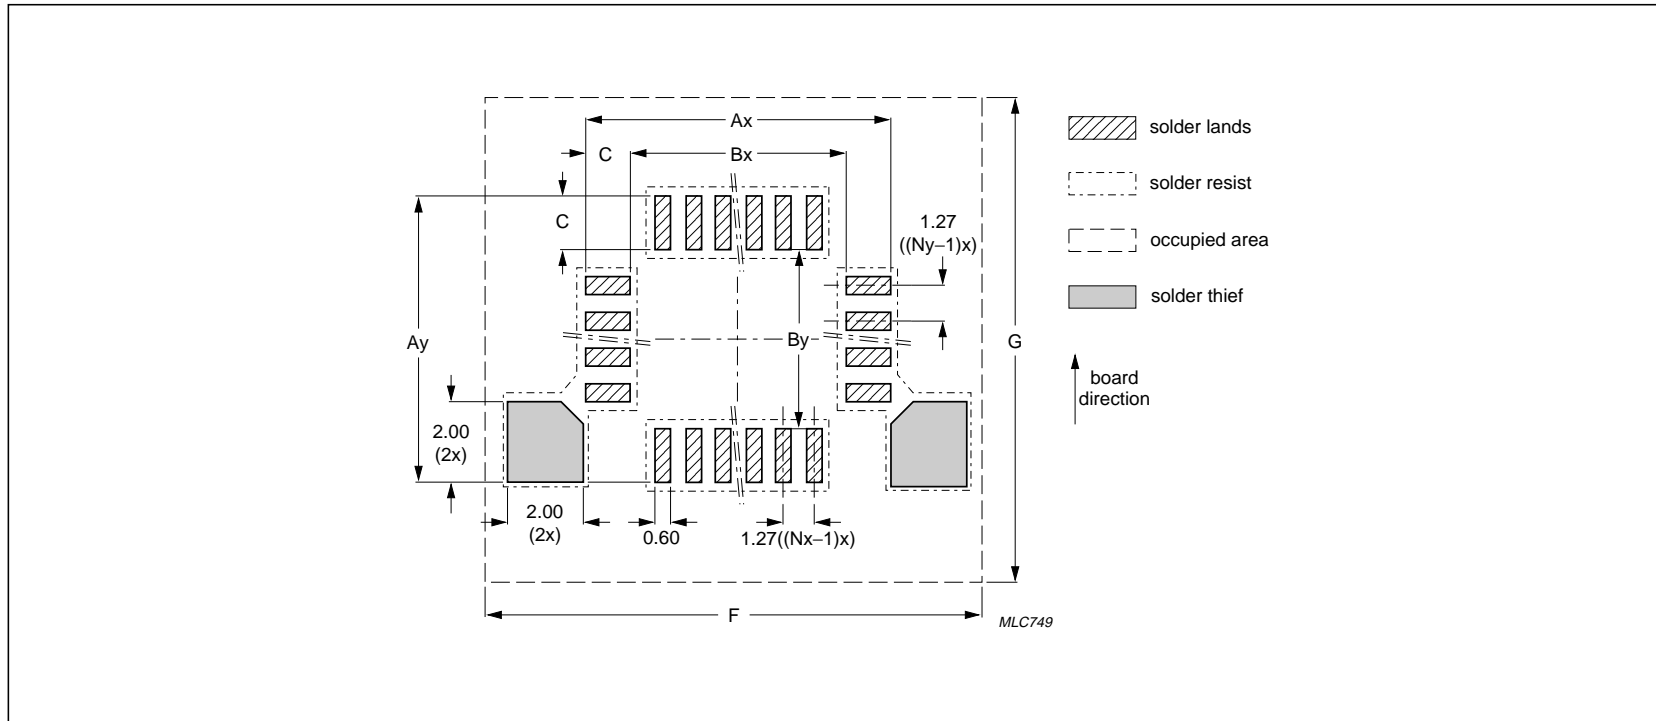 Ax
C
Bx
C
1.27
((Ny−1)x)
Ay
By
G
2.00
(2x)
2.00
(2x)
0.60
1.27((Nx−1)x)
F
MLC749
solder lands
solder resist
occupied area
solder thief
board
direction